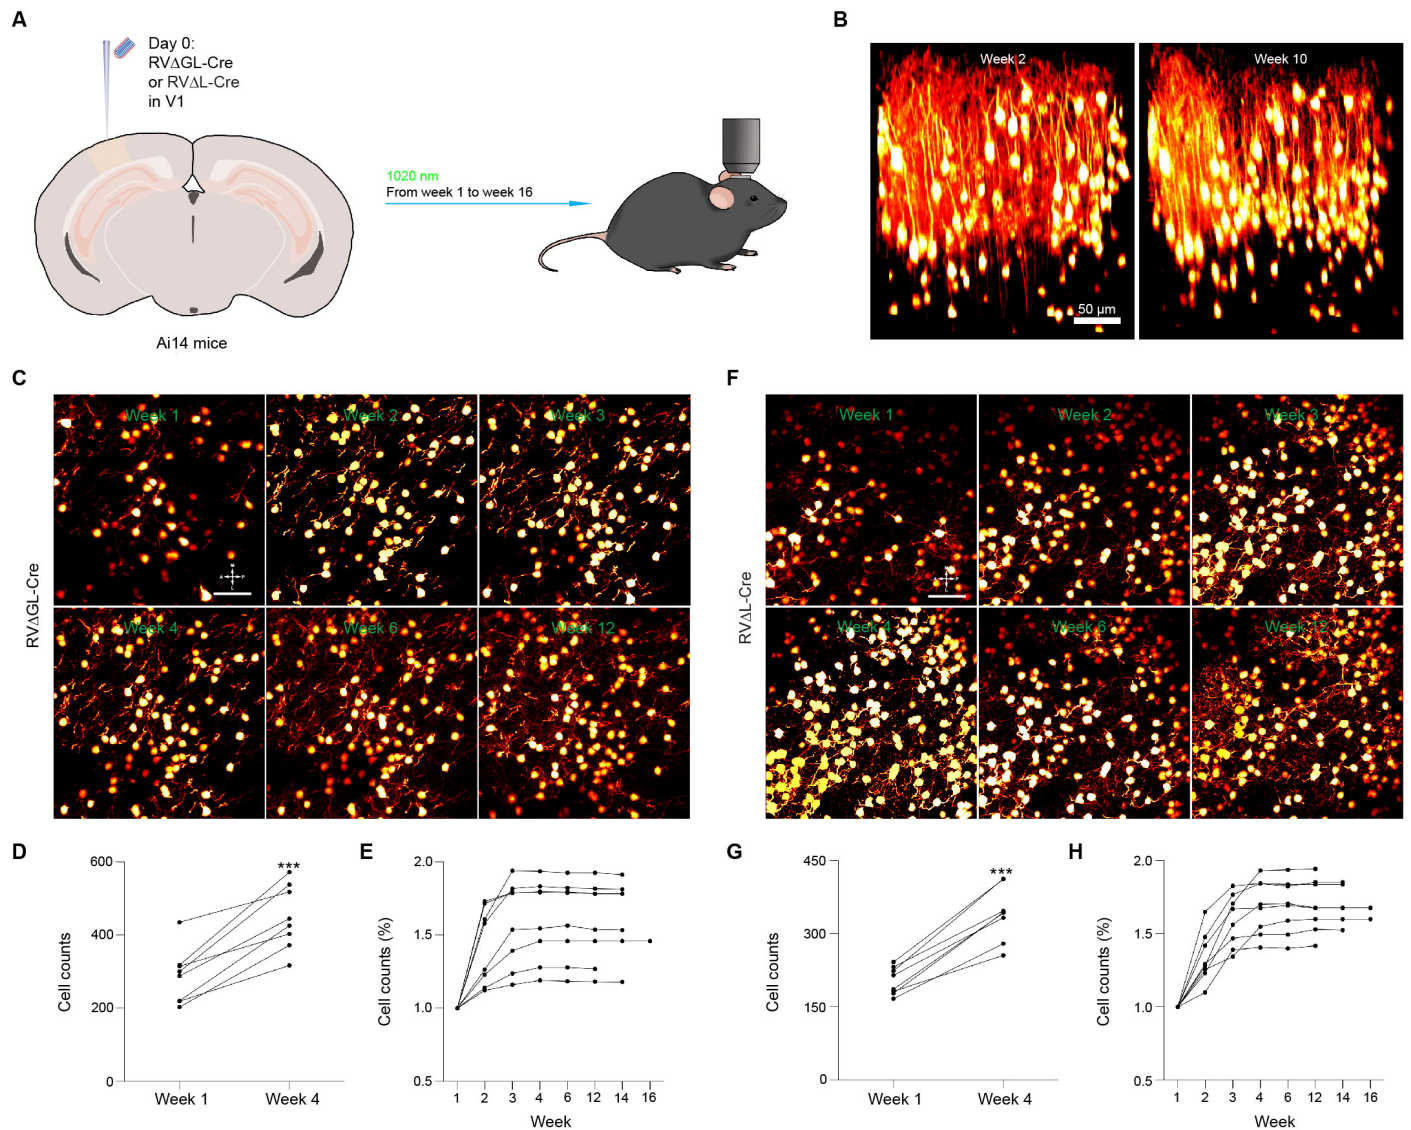 A
Day 0:
RVΔGL-Cre
or RVΔL-Cre
in V1
1020 nm
From week 1 to week 16
Ai14 mice
B
Week 2
Week 10
50 µm
C
RVΔGL-Cre
Week 1
Week 2
Week 3
M
A P
L
Week 4
Week 6
Week 12
F
RVΔL-Cre
Week 1
Week 2
Week 3
M
A P
L
Week 4
Week 6
Week 12
D
Cell counts
600
400
200
0
***
Week 1 Week 4
E
Cell counts (%)
2.0
1.5
1.0
0.5
1 2 3 4 6 12 14 16
Week
G
Cell counts
450
300
150
0
***
Week 1 Week 4
H
Cell counts (%)
2.0
1.5
1.0
0.5
1 2 3 4 6 12 14 16
Week